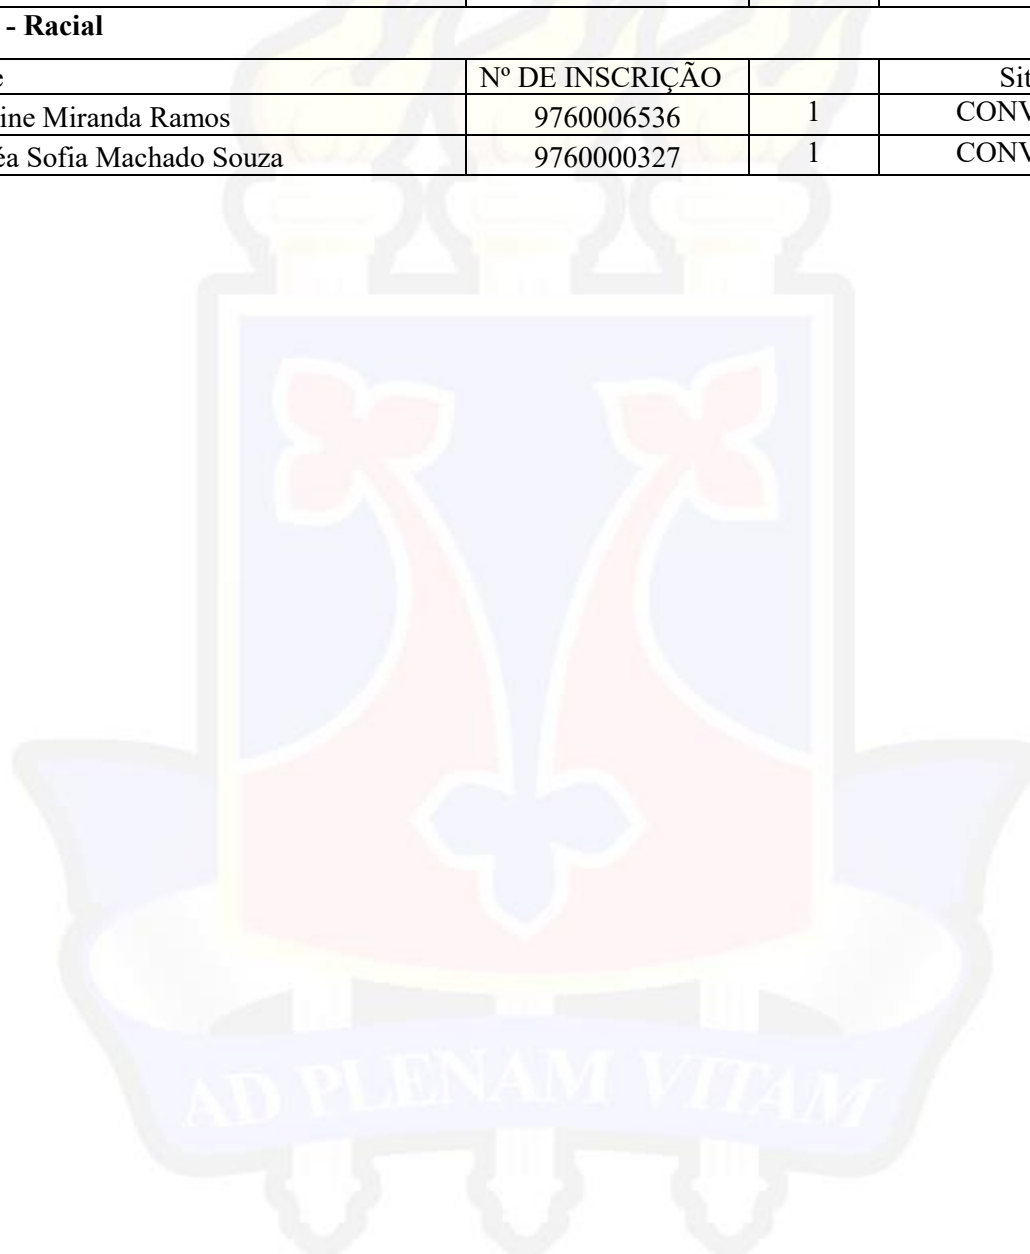 - Racial
e Nº DE INSCRIÇÃO Sit
ine Miranda Ramos 9760006536 1 CONV
éa Sofia Machado Souza 9760000327 1 CONV
AD PLENAM VITAM